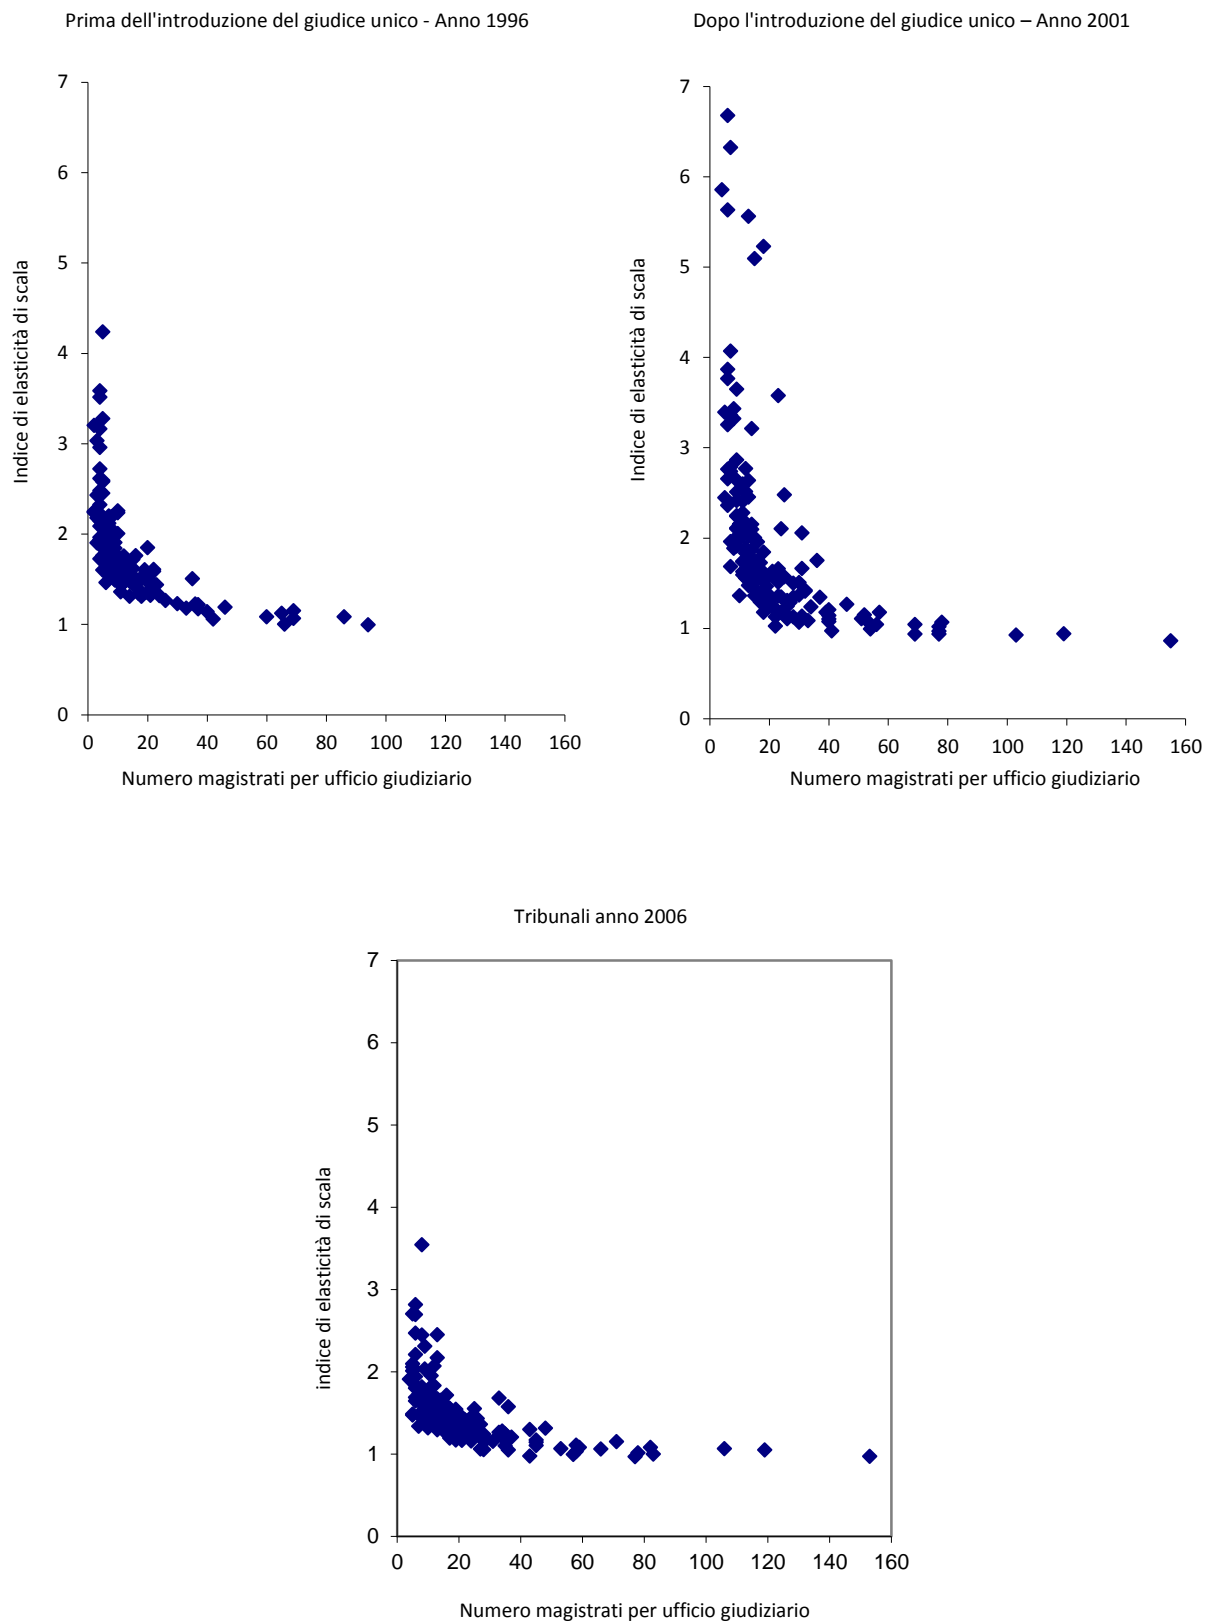 Prima dell'introduzione del giudice unico - Anno 1996
7
6
5
4
3
2
1
0
Indice di elasticità di scala
0 20 40 60 80 100 120 140 160
Numero magistrati per ufficio giudiziario
Dopo l'introduzione del giudice unico – Anno 2001
7
6
5
4
3
2
1
0
Indice di elasticità di scala
0 20 40 60 80 100 120 140 160
Numero magistrati per ufficio giudiziario
Tribunali anno 2006
7
6
5
4
3
2
1
0
indice di elasticità di scala
0 20 40 60 80 100 120 140 160
Numero magistrati per ufficio giudiziario